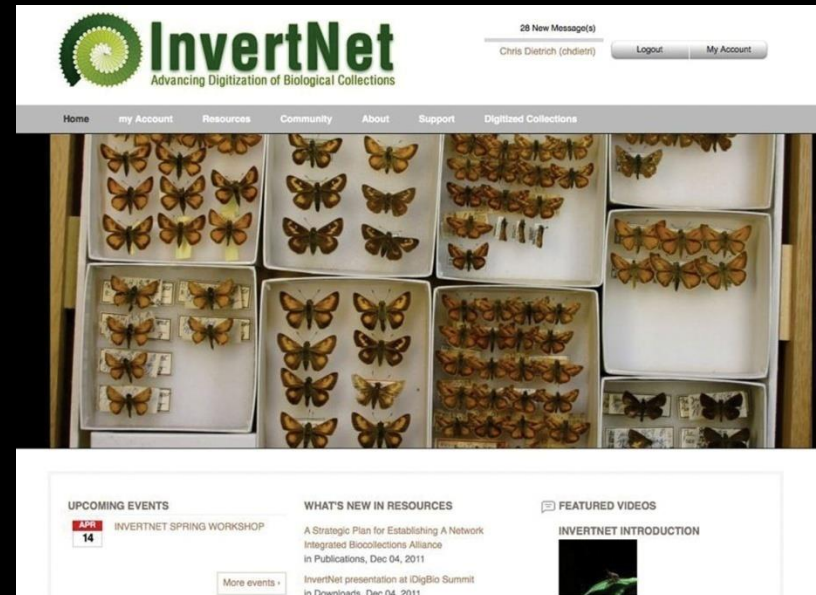 InvertNet
Advancing Digitization of Biological Collections
28 New Message(s)
Chris Dietrich (chdietri)
Logout
My Account
Home my Account Resources Community About Support Digitized Collections
UPCOMING EVENTS
APR
14
INVERTNET SPRING WORKSHOP
More events ›
WHAT'S NEW IN RESOURCES
A Strategic Plan for Establishing A Network
Integrated Biocollections Alliance
in Publications, Dec 04, 2011
InvertNet presentation at iDigBio Summit
in Downloads, Dec 04, 2011
FEATURED VIDEOS
INVERTNET INTRODUCTION